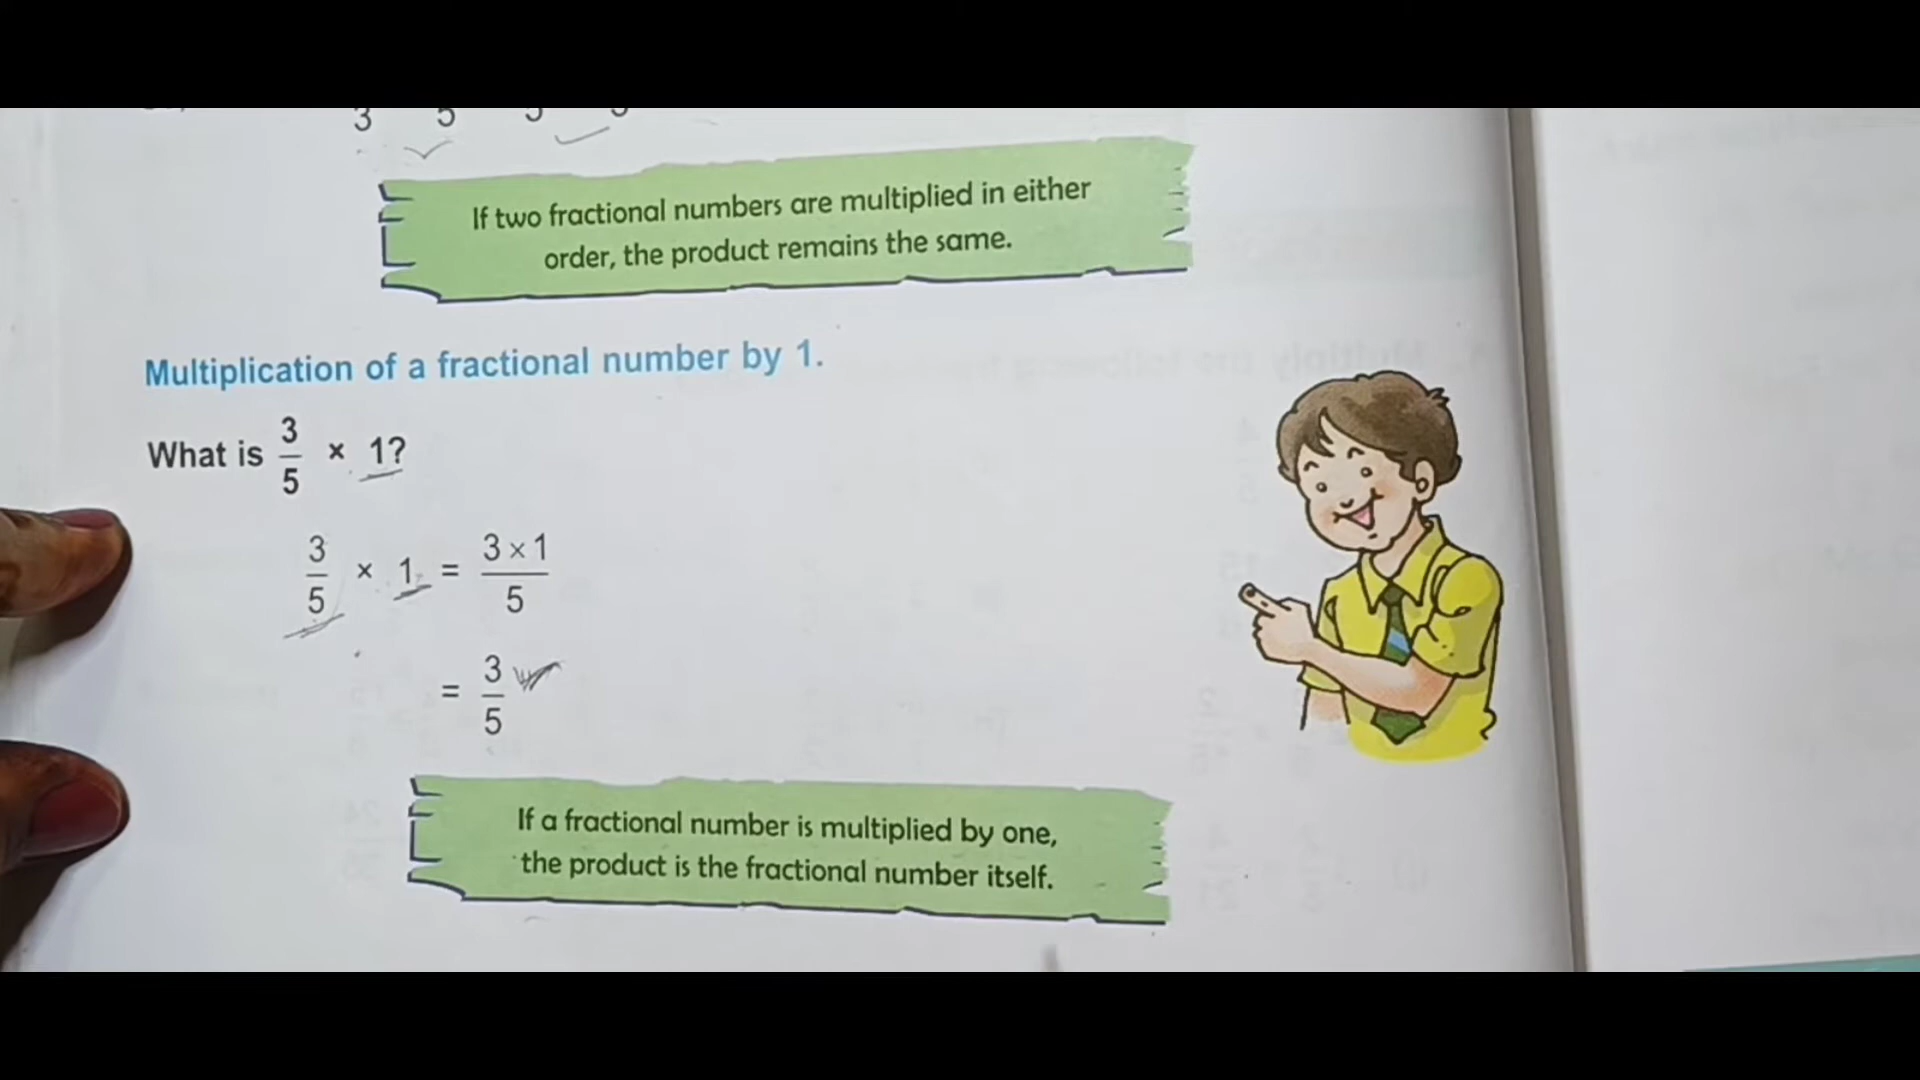 3 5
If two fractional numbers are multiplied in either
order, the product remains the same.
Multiplication of a fractional number by 1.
What is 3/5 × 1?
3/5 × 1 = 3 × 1/5
= 3/5
If a fractional number is multiplied by one,
the product is the fractional number itself.